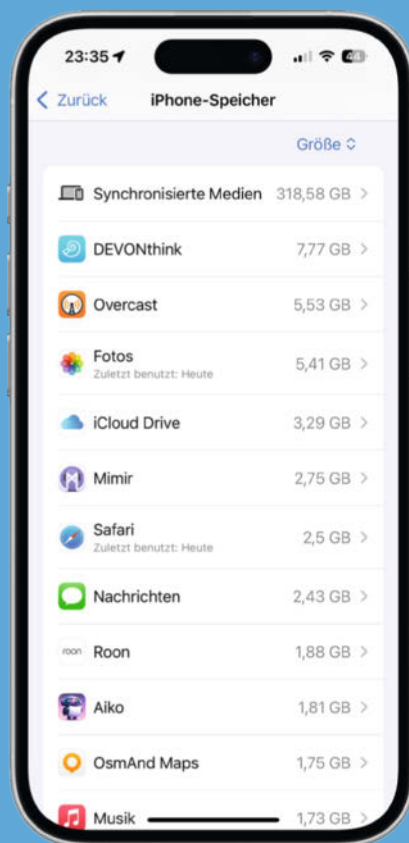 23:35
44
Zurück
iPhone-Speicher
Größe
Synchronisierte Medien 318,58 GB
DEVONthink 7,77 GB
Overcast 5,53 GB
Fotos 5,41 GB
Zuletzt benutzt: Heute
iCloud Drive 3,29 GB
Mimir 2,75 GB
Safari 2,5 GB
Zuletzt benutzt: Heute
Nachrichten 2,43 GB
roon Roon 1,88 GB
Aiko 1,81 GB
OsmAnd Maps 1,75 GB
Musik 1,73 GB